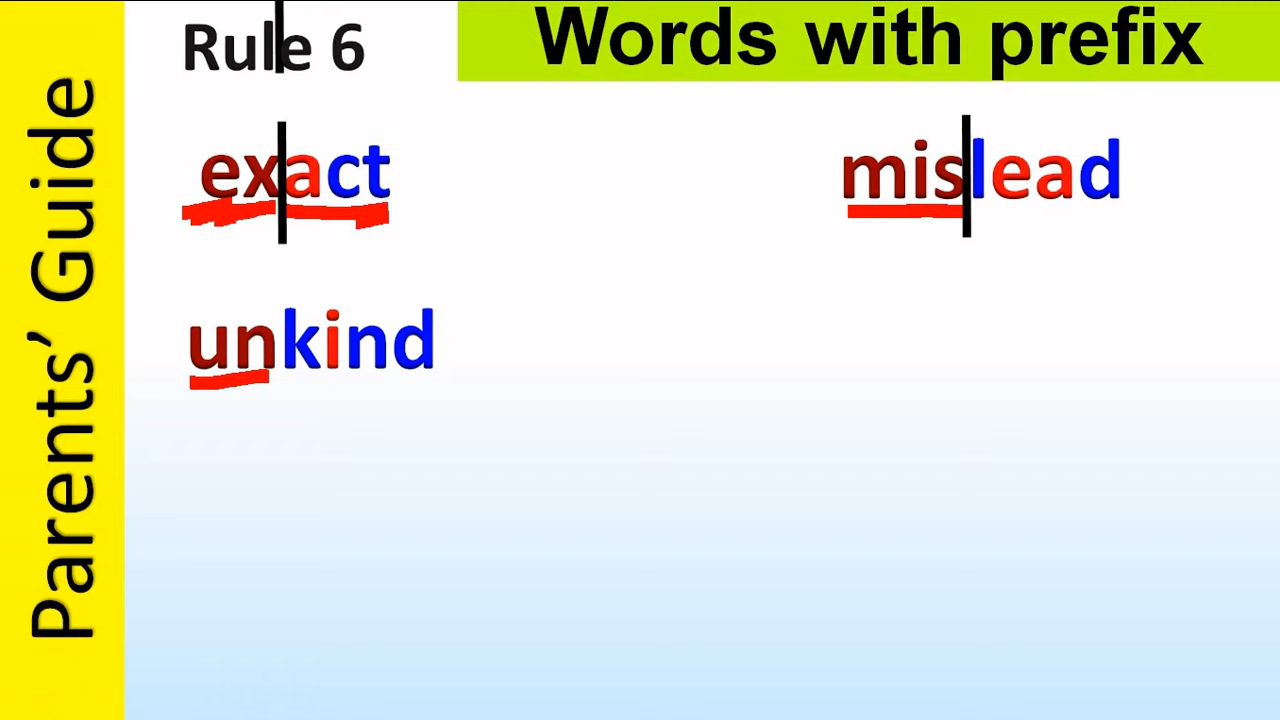 Parents’ Guide
Rule 6
Words with prefix
exact
mislead
unkind